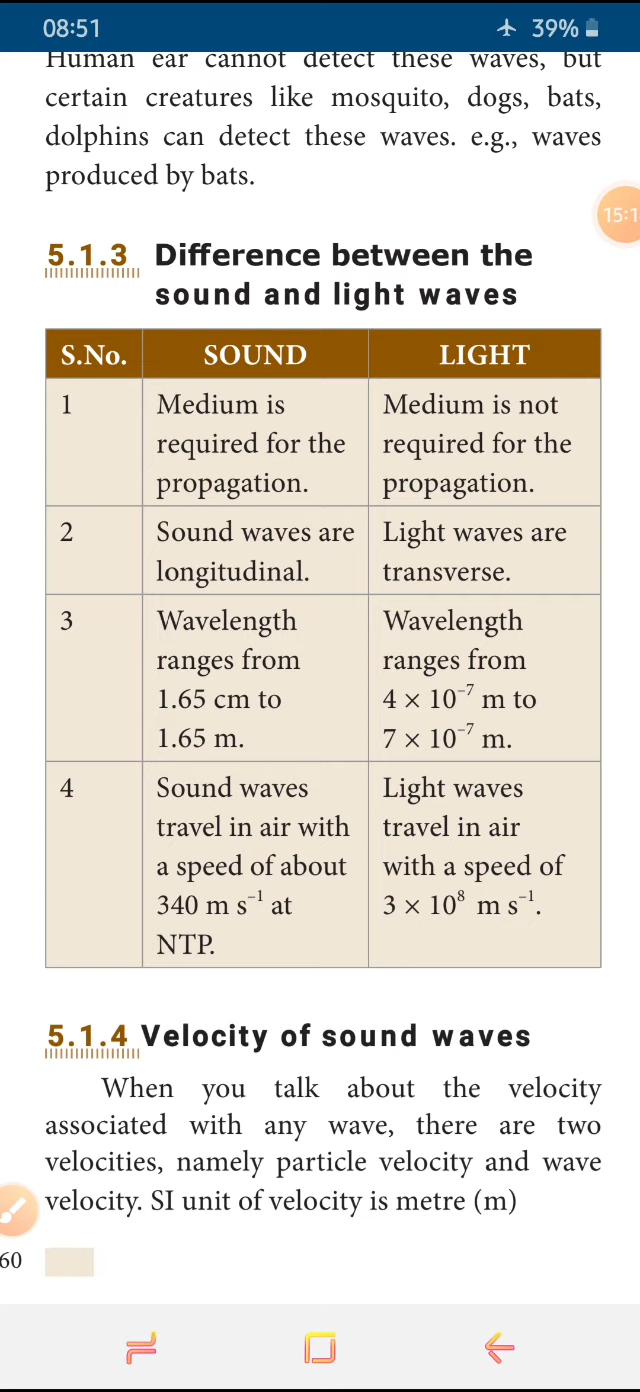 08:51
39%
Human ear cannot detect these waves, but
certain creatures like mosquito, dogs, bats,
dolphins can detect these waves. e.g., waves
produced by bats.
15:1
5.1.3 Difference between the
sound and light waves
S.No. SOUND LIGHT
1 Medium is Medium is not
required for the required for the
propagation. propagation.
2 Sound waves are Light waves are
longitudinal. transverse.
3 Wavelength Wavelength
ranges from ranges from
1.65 cm to 4 × 10⁻⁷ m to
1.65 m. 7 × 10⁻⁷ m.
4 Sound waves Light waves
travel in air with travel in air
a speed of about with a speed of
340 m s⁻¹ at 3 × 10⁸ m s⁻¹.
NTP.
5.1.4 Velocity of sound waves
When you talk about the velocity
associated with any wave, there are two
velocities, namely particle velocity and wave
velocity. SI unit of velocity is metre (m)
60